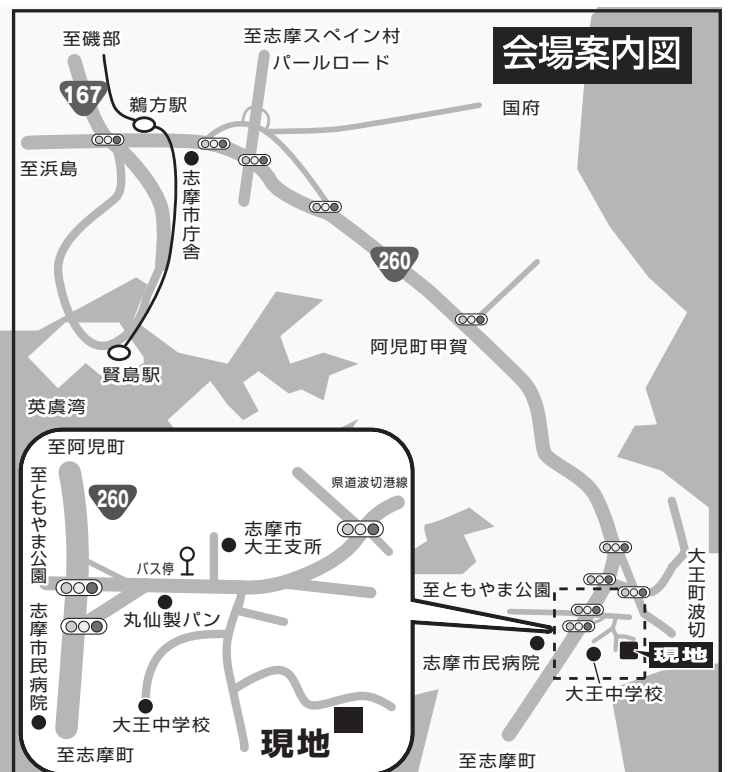 会場案内図
至磯部
至志摩スペイン村
パールロード
167
鵜方駅
国府
至浜島
志摩市庁舎
260
阿児町甲賀
賢島駅
英虞湾
至阿児町
至ともやま公園
260
県道波切港線
志摩市
大王支所
バス停
丸仙製パン
志摩市民病院
大王中学校
現地
至志摩町
大王町波切
至ともやま公園
志摩市民病院
現地
大王中学校
至志摩町